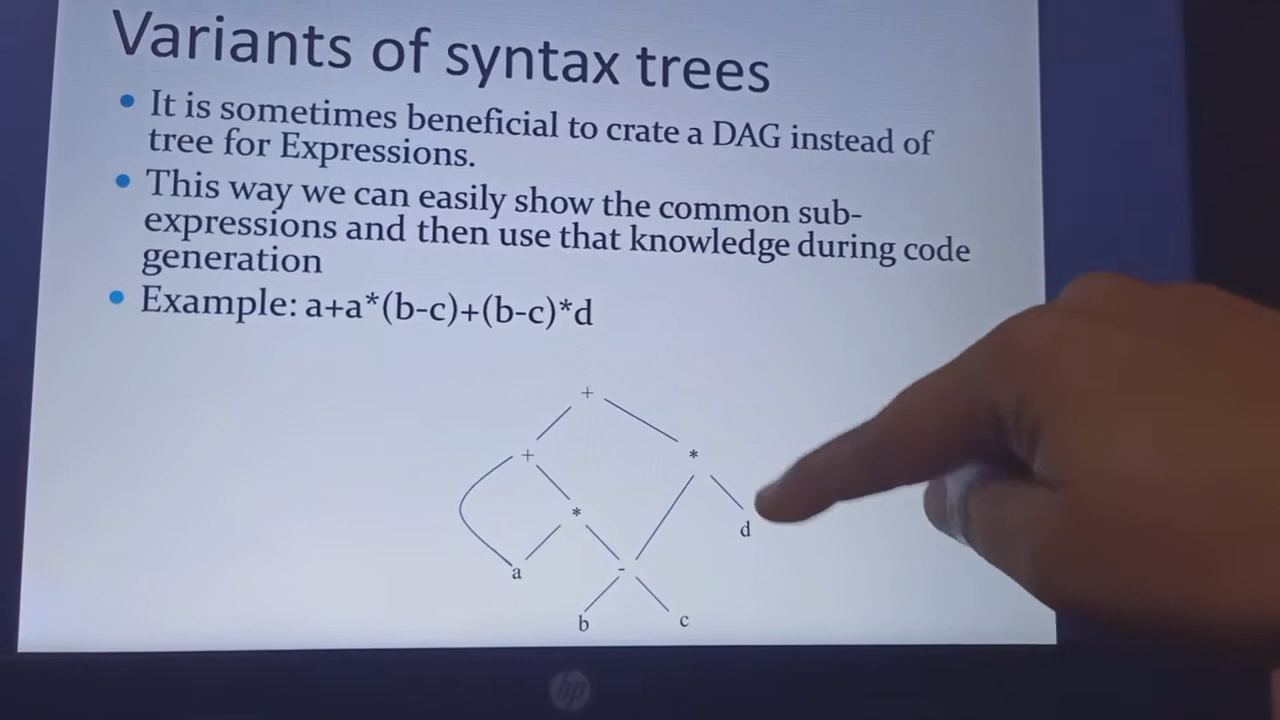 Variants of syntax trees
• It is sometimes beneficial to crate a DAG instead of
tree for Expressions.
• This way we can easily show the common sub-
expressions and then use that knowledge during code
generation
• Example: a+a*(b-c)+(b-c)*d
+
+ *
*
d
a -
b c
hp